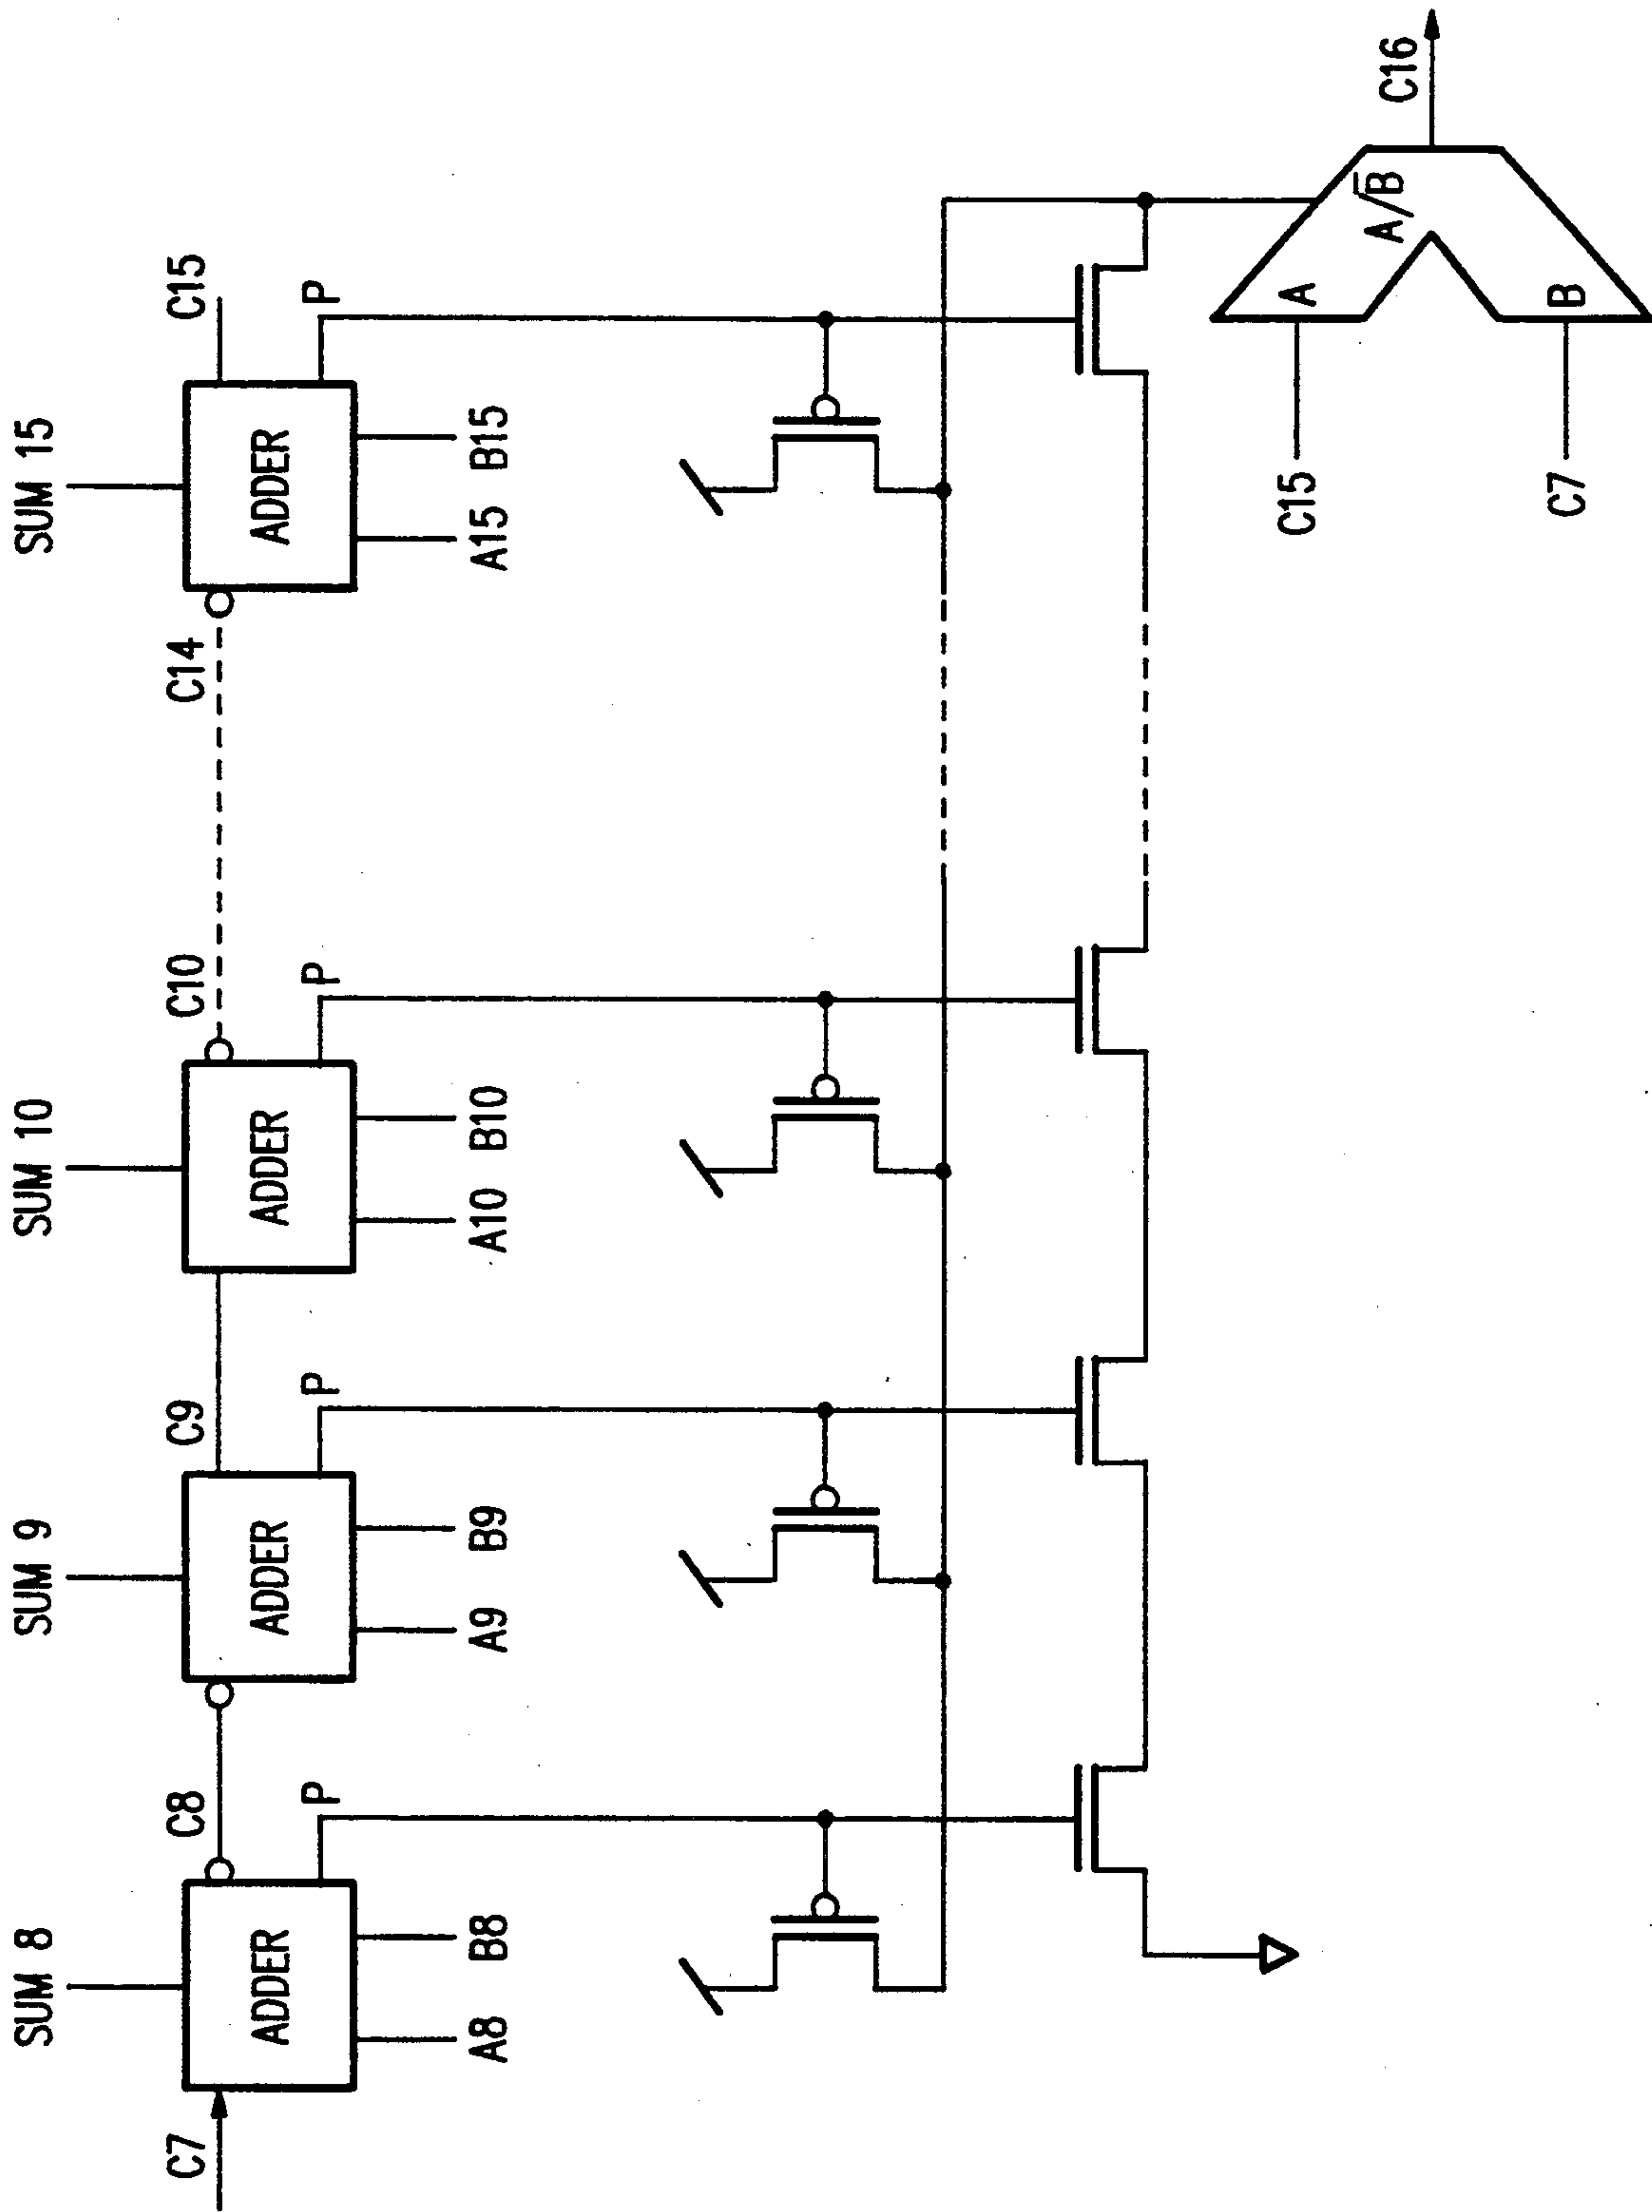 SUM 8
SUM 9
SUM 10
SUM 15
C7
C8
C9
C10
C14
C15
ADDER
ADDER
ADDER
ADDER
P
P
P
P
A8
B8
A9
B9
A10
B10
A15
B15
C15
A
A/B̅
C16
C7
B